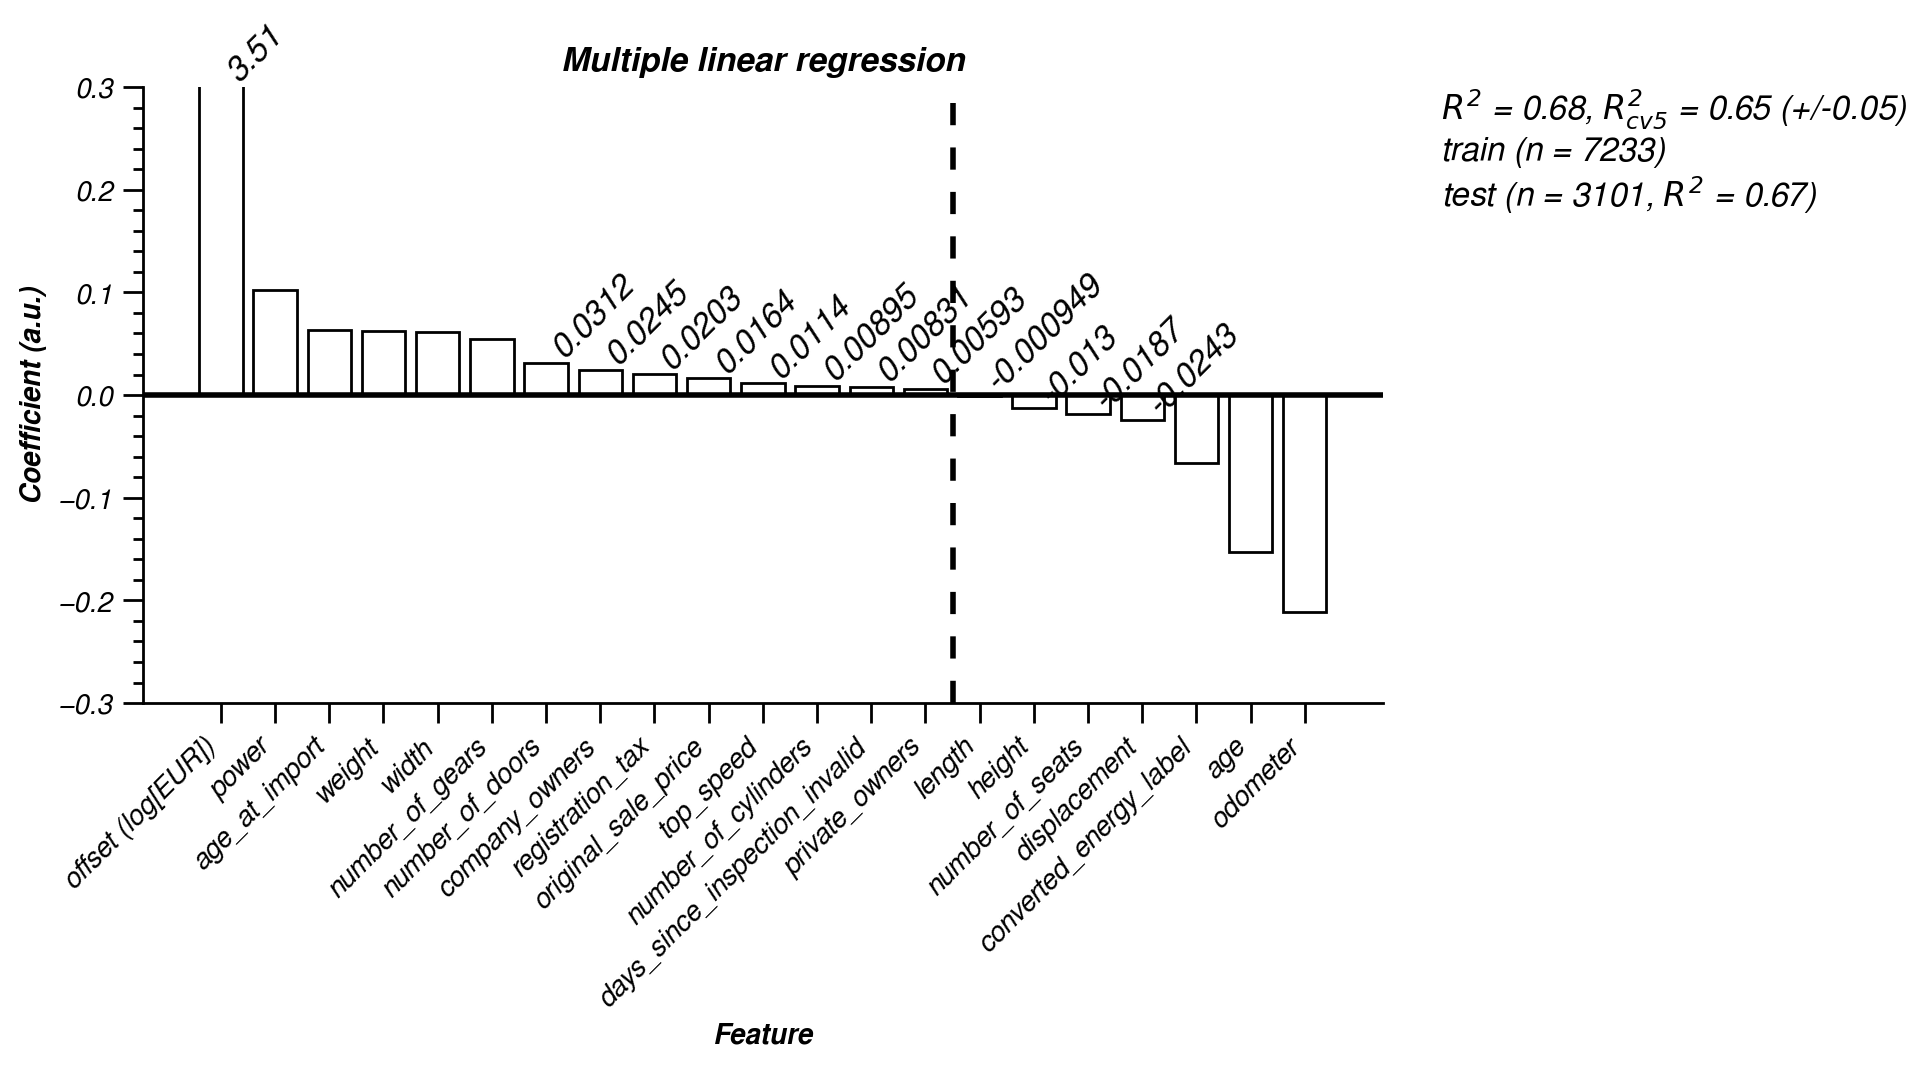 Multiple linear regression
R² = 0.68, R²cv5 = 0.65 (+/-0.05)
train (n = 7233)
test (n = 3101, R² = 0.67)
Coefficient (a.u.)
0.3
0.2
0.1
0.0
−0.1
−0.2
−0.3
3.51
0.0312
0.0245
0.0203
0.0164
0.0114
0.00895
0.00831
0.00593
-0.000949
-0.013
-0.0187
-0.0243
offset (log[EUR])
power
age_at_import
weight
width
number_of_gears
number_of_doors
company_owners
registration_tax
original_sale_price
top_speed
number_of_cylinders
days_since_inspection_invalid
private_owners
length
height
number_of_seats
displacement
converted_energy_label
age
odometer
Feature